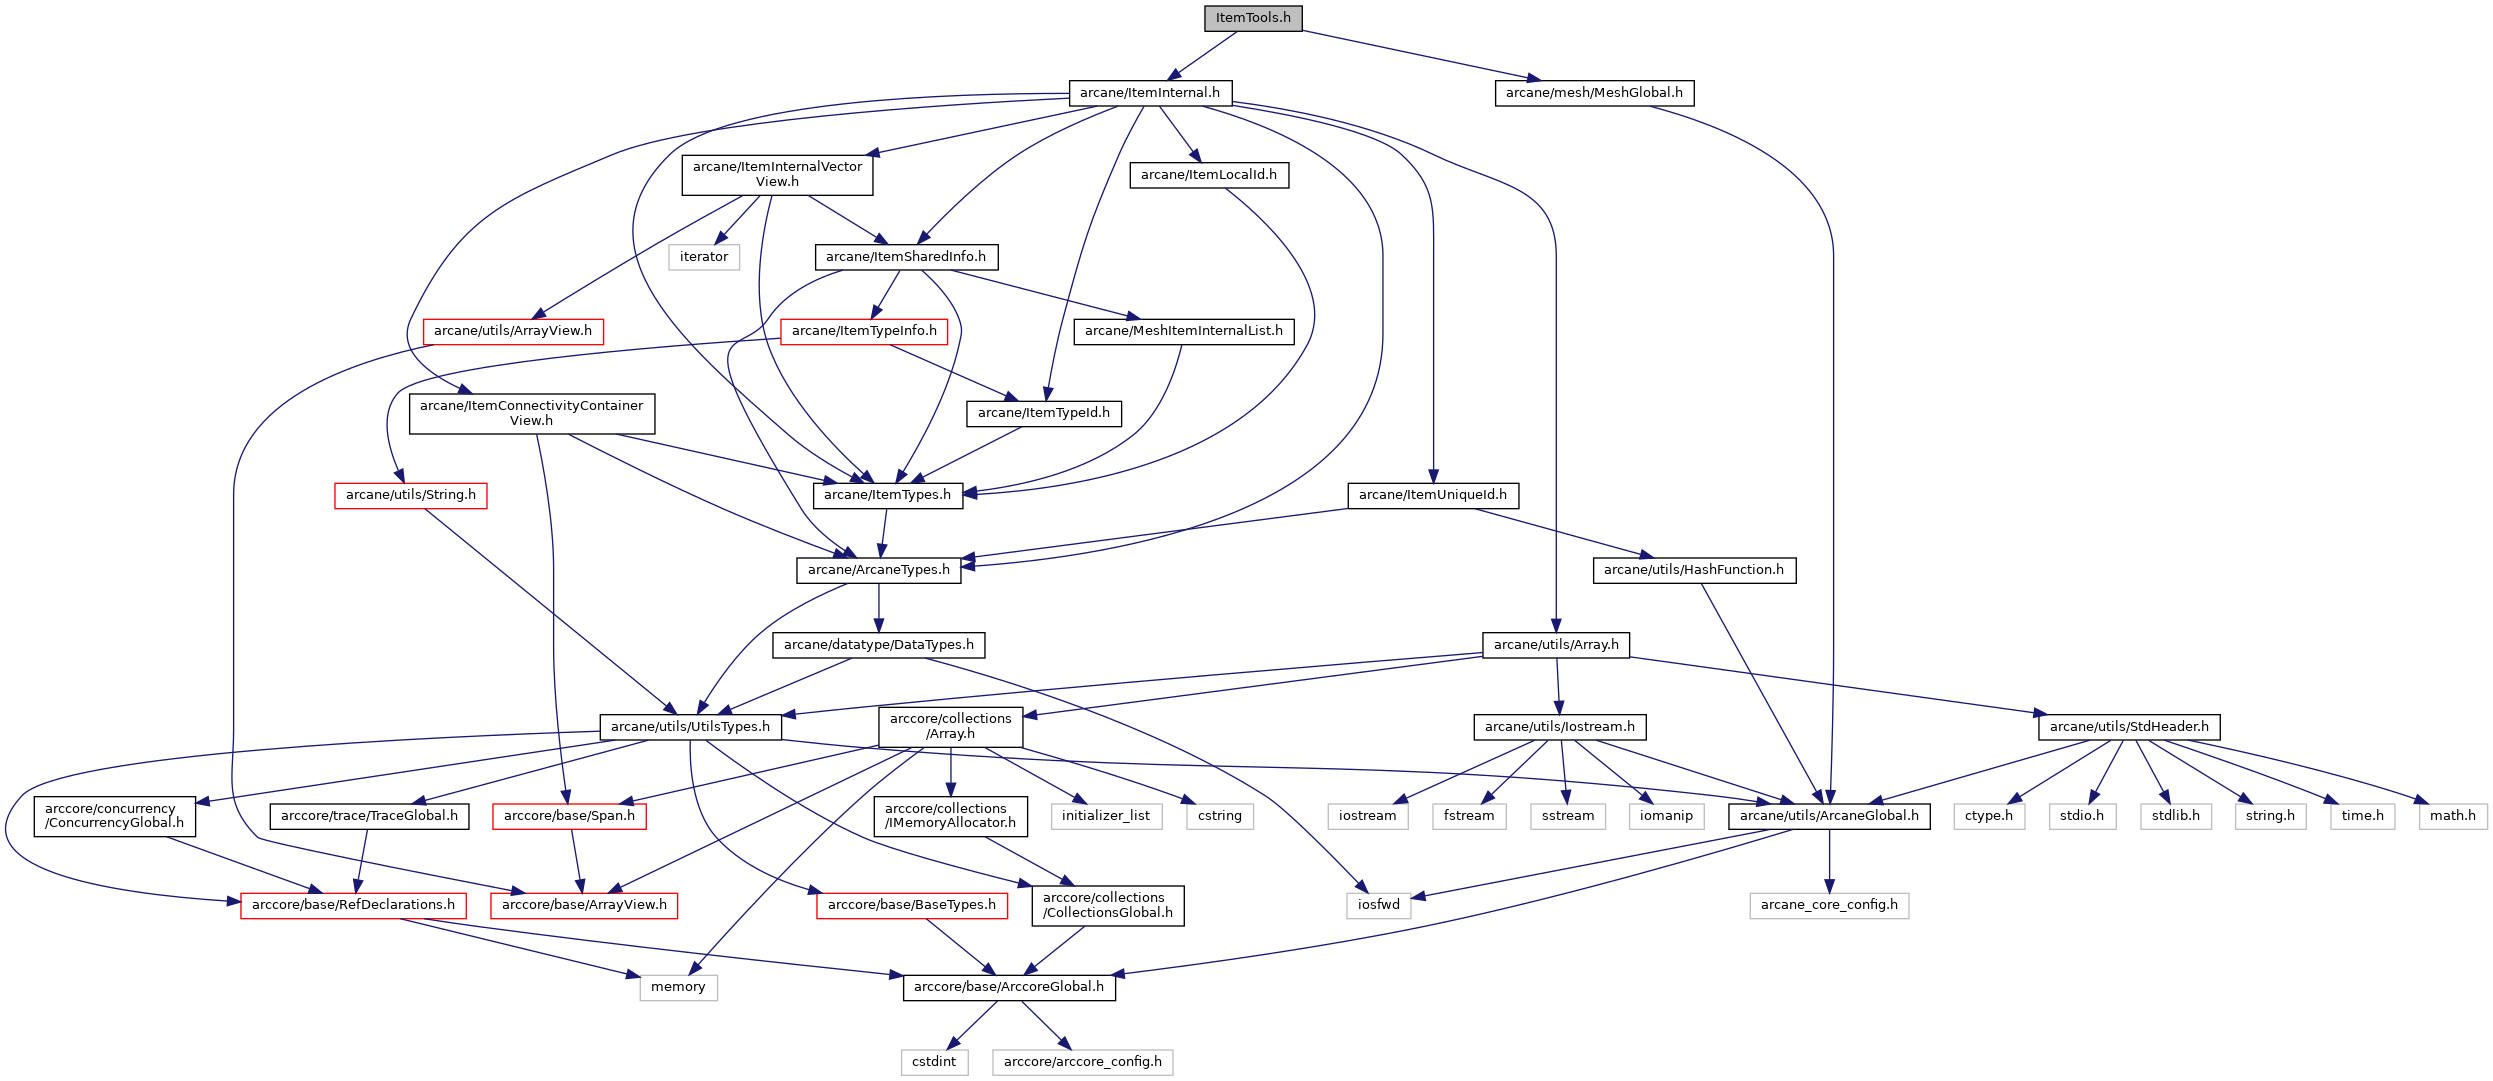 ItemTools.h
arcane/ItemInternal.h
arcane/mesh/MeshGlobal.h
arcane/ItemInternalVector
View.h
arcane/ItemLocalId.h
iterator
arcane/ItemSharedInfo.h
arcane/utils/ArrayView.h
arcane/ItemTypeInfo.h
arcane/MeshItemInternalList.h
arcane/ItemConnectivityContainer
View.h
arcane/ItemTypeId.h
arcane/utils/String.h
arcane/ItemTypes.h
arcane/ItemUniqueId.h
arcane/ArcaneTypes.h
arcane/utils/HashFunction.h
arcane/datatype/DataTypes.h
arcane/utils/Array.h
arcane/utils/UtilsTypes.h
arccore/collections
/Array.h
arcane/utils/Iostream.h
arcane/utils/StdHeader.h
arccore/concurrency
/ConcurrencyGlobal.h
arccore/trace/TraceGlobal.h
arccore/base/Span.h
arccore/collections
/IMemoryAllocator.h
initializer_list
cstring
iostream
fstream
sstream
iomanip
arcane/utils/ArcaneGlobal.h
ctype.h
stdio.h
stdlib.h
string.h
time.h
math.h
arccore/base/RefDeclarations.h
arccore/base/ArrayView.h
arccore/base/BaseTypes.h
arccore/collections
/CollectionsGlobal.h
iosfwd
arcane_core_config.h
memory
arccore/base/ArccoreGlobal.h
cstdint
arccore/arccore_config.h